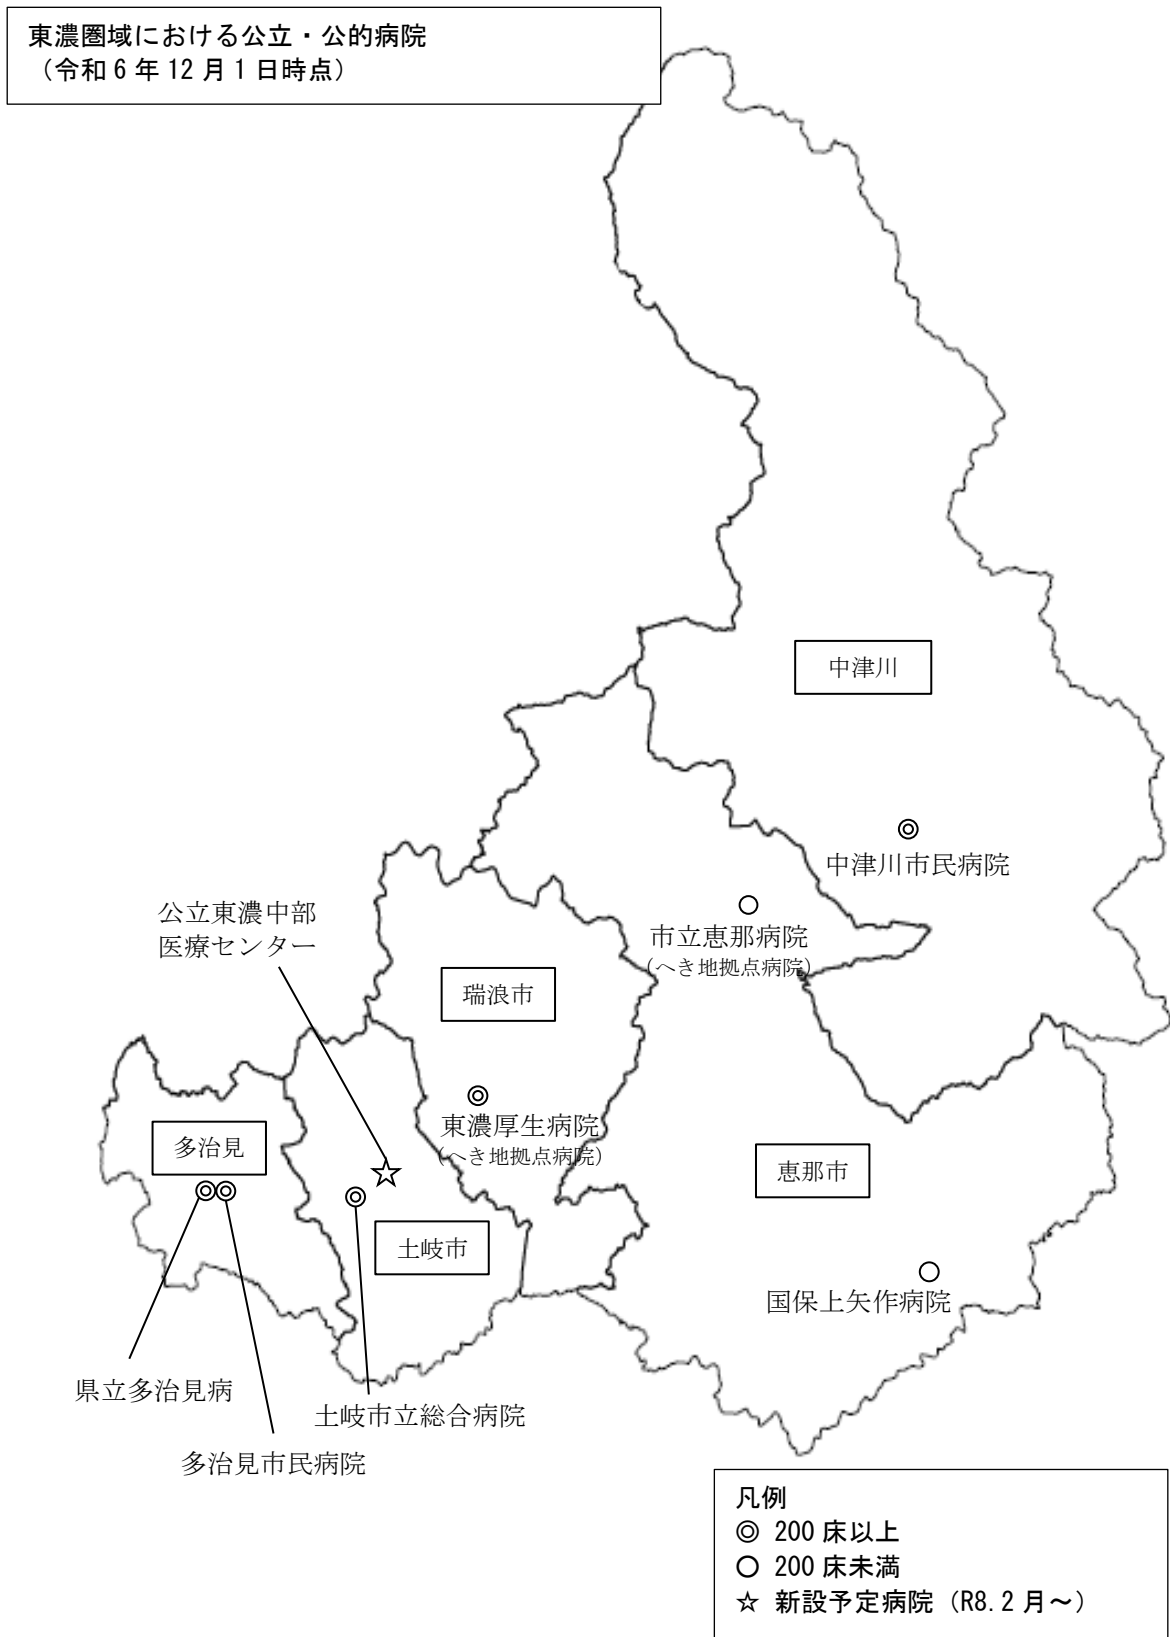 東濃圏域における公立・公的病院
（令和6年12月1日時点）
中津川
中津川市民病院
公立東濃中部
医療センター
市立恵那病院
（へき地拠点病院）
瑞浪市
東濃厚生病院
（へき地拠点病院）
多治見
恵那市
土岐市
国保上矢作病院
県立多治見病
土岐市立総合病院
多治見市民病院
凡例
◎ 200床以上
○ 200床未満
☆ 新設予定病院（R8.2月～）